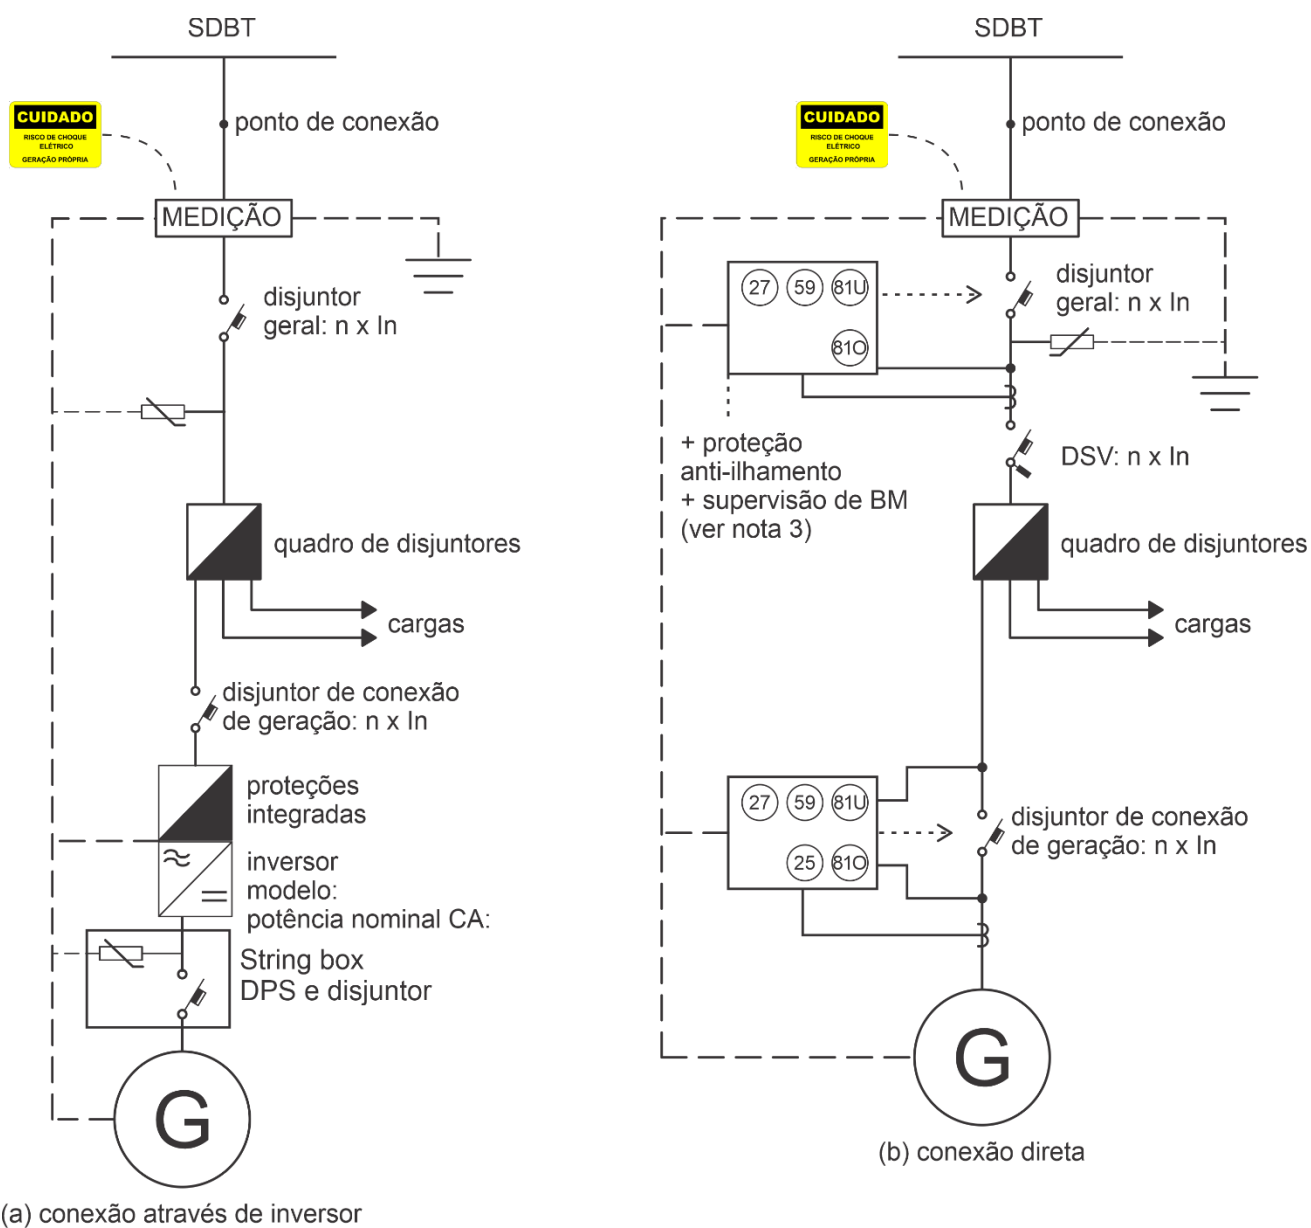 SDBT
CUIDADO
RISCO DE CHOQUE
ELÉTRICO
GERAÇÃO PRÓPRIA
ponto de conexão
MEDIÇÃO
disjuntor
geral: n x In
quadro de disjuntores
cargas
disjuntor de conexão
de geração: n x In
proteções
integradas
inversor
modelo:
potência nominal CA:
String box
DPS e disjuntor
G
(a) conexão através de inversor
SDBT
CUIDADO
RISCO DE CHOQUE
ELÉTRICO
GERAÇÃO PRÓPRIA
ponto de conexão
MEDIÇÃO
27 59 81U
81O
disjuntor
geral: n x In
+ proteção
anti-ilhamento
+ supervisão de BM
(ver nota 3)
DSV: n x In
quadro de disjuntores
cargas
27 59 81U
25 81O
disjuntor de conexão
de geração: n x In
G
(b) conexão direta